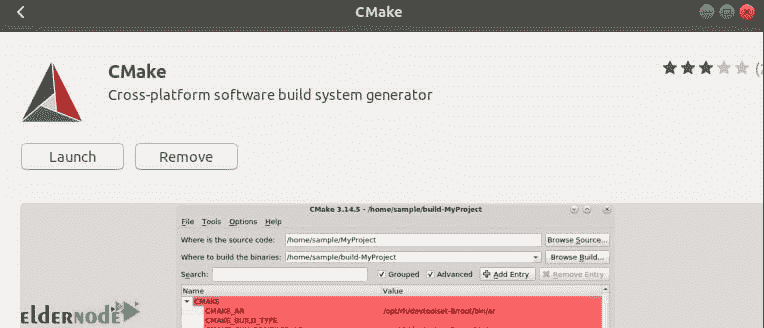 CMake
CMake
Cross-platform software build system generator
Launch Remove
CMake 3.14.5 - /home/sample/build-MyProject
File Tools Options Help
Where is the source code: /home/sample/MyProject Browse Source...
Where to build the binaries: /home/sample/build-MyProject Browse Build...
Search: Grouped Advanced Add Entry Remove Entry
Name Value
CMAKE
CMAKE_AR /opt/rh/devtoolset-8/root/bin/ar
CMAKE_BUILD_TYPE
eldernode